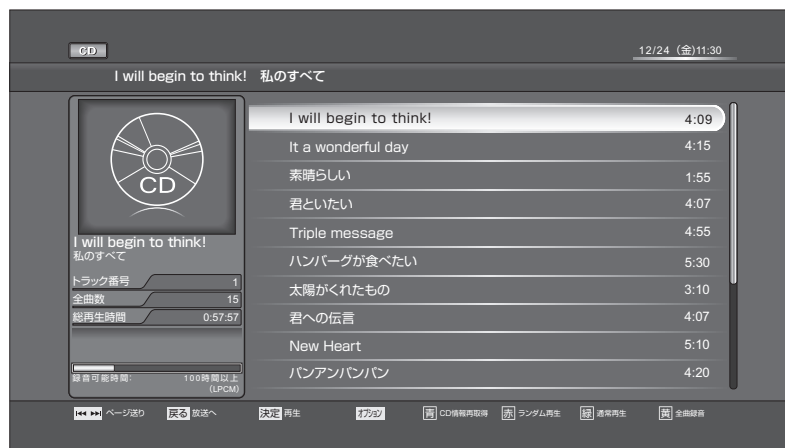 CD
12/24 (金)11:30
I will begin to think! 私のすべて
CD
I will begin to think!
私のすべて
トラック番号 1
全曲数 15
総再生時間 0:57:57
録音可能時間: 100時間以上
(LPCM)
I will begin to think! 4:09
It a wonderful day 4:15
素晴らしい 1:55
君といたい 4:07
Triple message 4:55
ハンバーグが食べたい 5:30
太陽がくれたもの 3:10
君への伝言 4:07
New Heart 5:10
パンアンパンパン 4:20
ページ送り 戻る 放送へ 決定 再生 オプション 青 CD情報再取得 赤 ランダム再生 緑 通常再生 黄 全曲録音